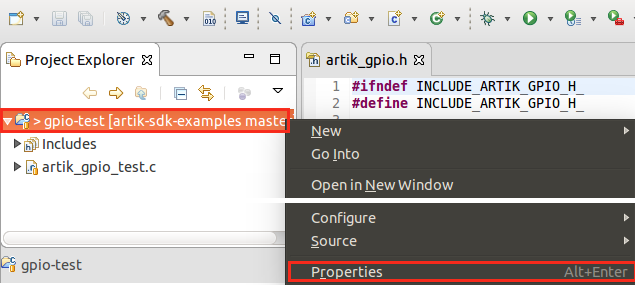 010
Project Explorer
artik_gpio.h
> gpio-test [artik-sdk-examples maste
Includes
artik_gpio_test.c
1 #ifndef INCLUDE_ARTIK_GPIO_H_
2 #define INCLUDE_ARTIK_GPIO_H_
New
Go Into
Open in New Window
Configure
Source
Properties Alt+Enter
gpio-test